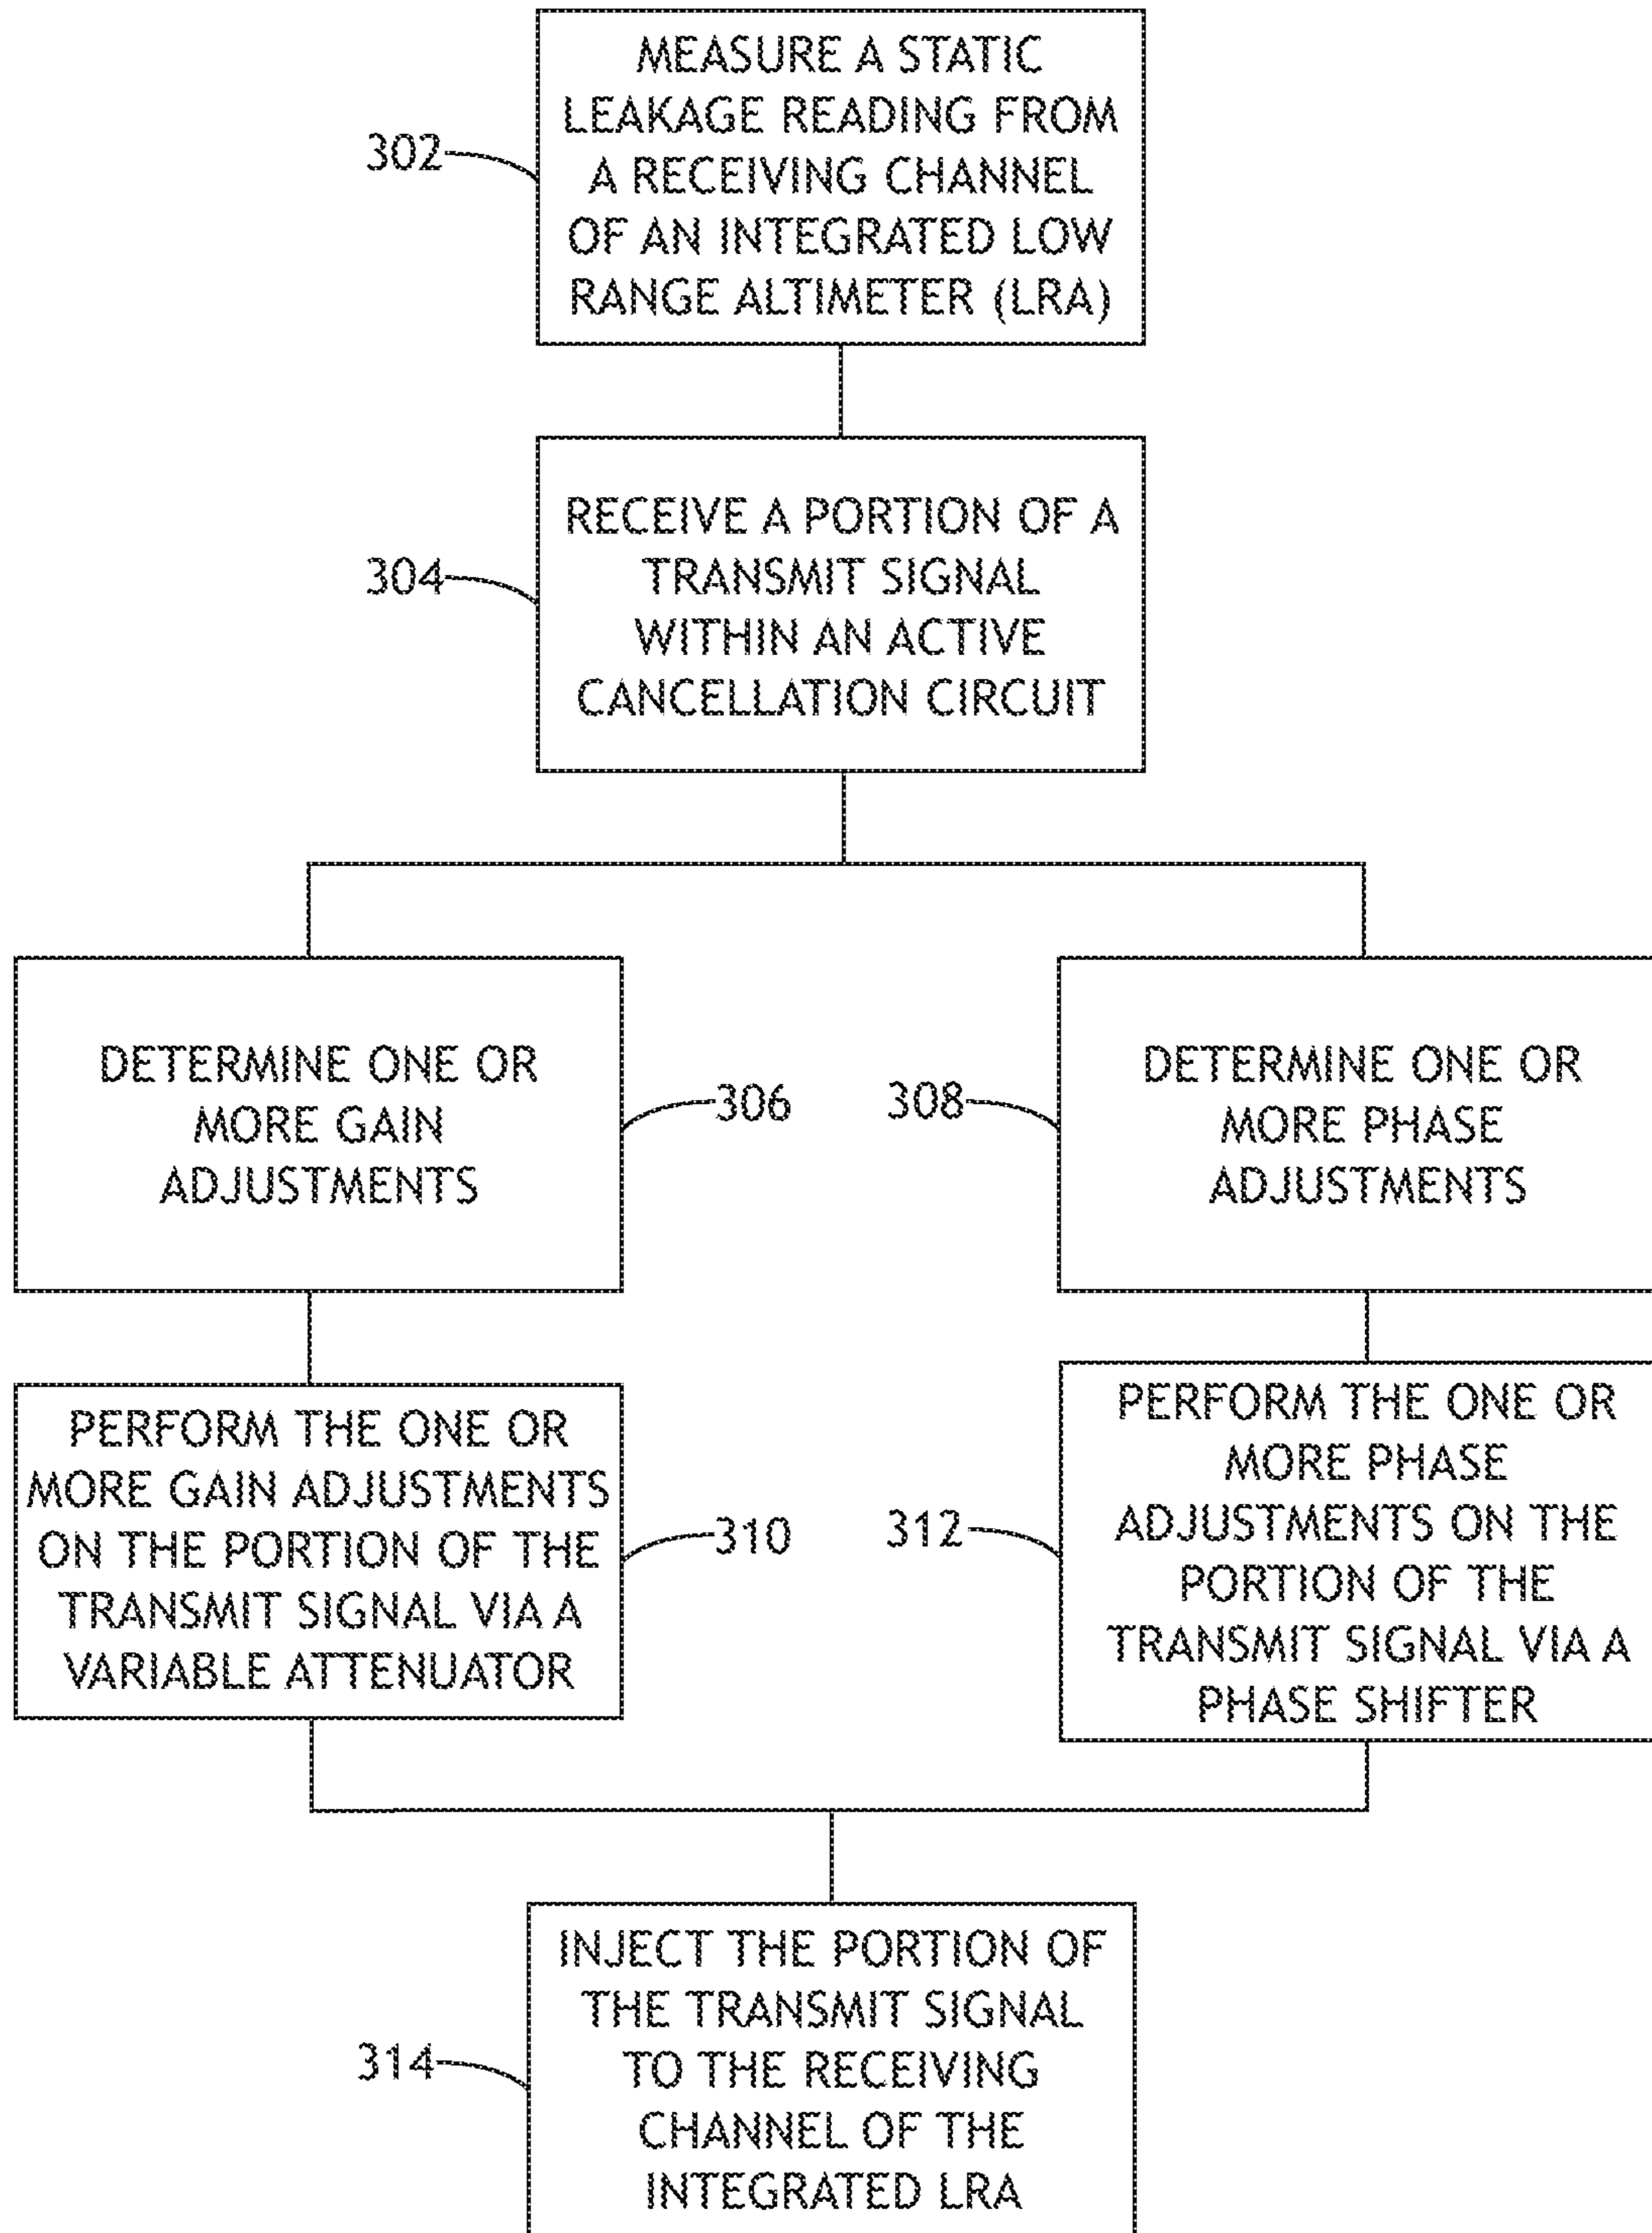 MEASURE A STATIC
LEAKAGE READING FROM
A RECEIVING CHANNEL
OF AN INTEGRATED LOW
RANGE ALTIMETER (LRA)
302
RECEIVE A PORTION OF A
TRANSMIT SIGNAL
WITHIN AN ACTIVE
CANCELLATION CIRCUIT
304
DETERMINE ONE OR
MORE GAIN
ADJUSTMENTS
306
308
DETERMINE ONE OR
MORE PHASE
ADJUSTMENTS
PERFORM THE ONE OR
MORE GAIN ADJUSTMENTS
ON THE PORTION OF THE
TRANSMIT SIGNAL VIA A
VARIABLE ATTENUATOR
310
312
PERFORM THE ONE OR
MORE PHASE
ADJUSTMENTS ON THE
PORTION OF THE
TRANSMIT SIGNAL VIA A
PHASE SHIFTER
INJECT THE PORTION OF
THE TRANSMIT SIGNAL
TO THE RECEIVING
CHANNEL OF THE
INTEGRATED LRA
314